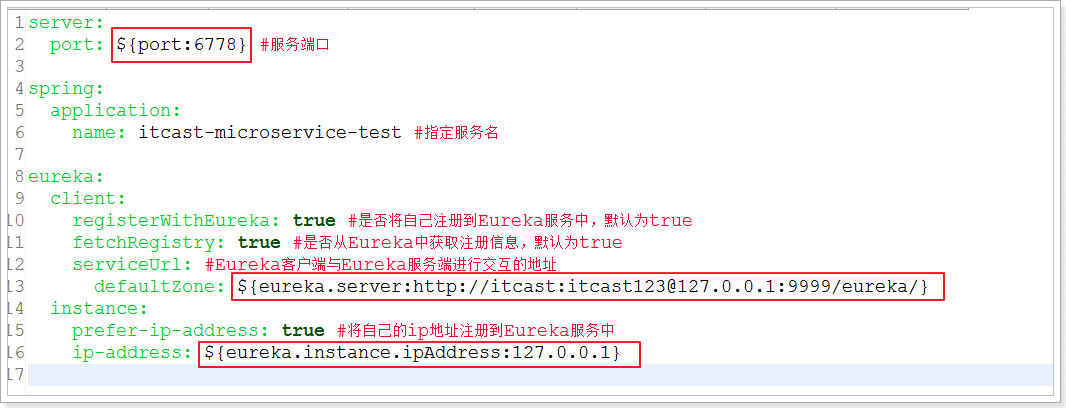 1 server:
2 port: ${port:6778} #服务端口
3
4 spring:
5 application:
6 name: itcast-microservice-test #指定服务名
7
8 eureka:
9 client:
10 registerWithEureka: true #是否将自己注册到Eureka服务中，默认为true
11 fetchRegistry: true #是否从Eureka中获取注册信息，默认为true
12 serviceUrl: #Eureka客户端与Eureka服务端进行交互的地址
13 defaultZone: ${eureka.server:http://itcast:itcast123@127.0.0.1:9999/eureka/}
14 instance:
15 prefer-ip-address: true #将自己的ip地址注册到Eureka服务中
16 ip-address: ${eureka.instance.ipAddress:127.0.0.1}
17